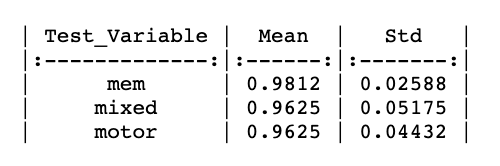 | Test_Variable | Mean | Std |
|:-------------:|:------:|:-------:|
| mem | 0.9812 | 0.02588 |
| mixed | 0.9625 | 0.05175 |
| motor | 0.9625 | 0.04432 |